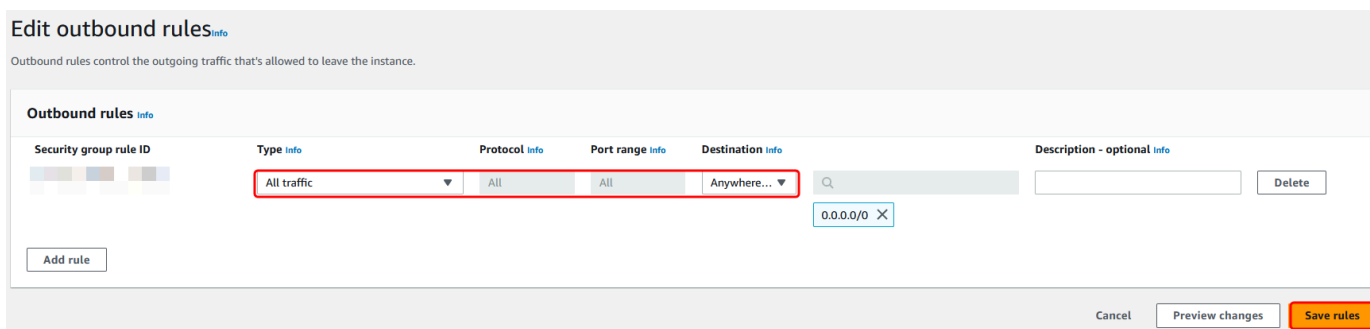 Edit outbound rules Info
Outbound rules control the outgoing traffic that's allowed to leave the instance.
Outbound rules Info
Security group rule ID Type Info Protocol Info Port range Info Destination Info Description - optional Info
All traffic All All Anywhere... Delete
0.0.0.0/0
Add rule
Cancel Preview changes Save rules